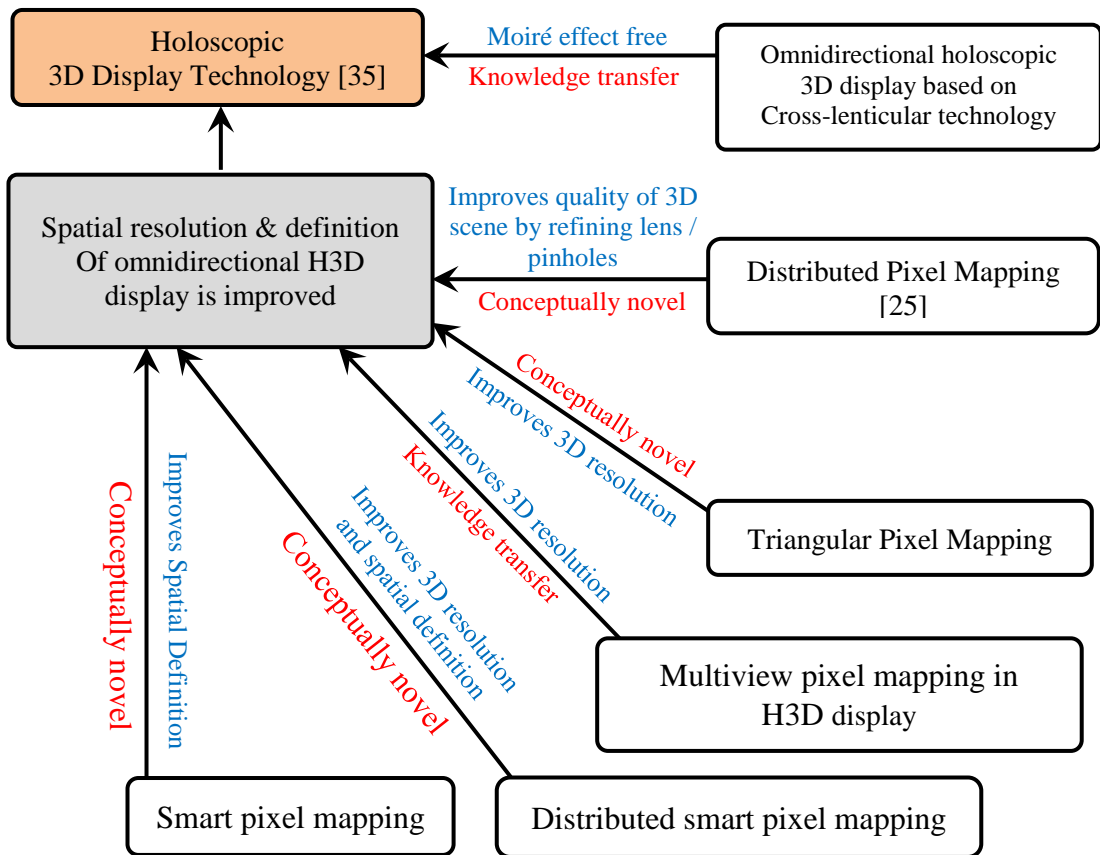 Holoscopic
3D Display Technology [35]
Moiré effect free
Knowledge transfer
Omnidirectional holoscopic
3D display based on
Cross-lenticular technology
Spatial resolution & definition
Of omnidirectional H3D
display is improved
Improves quality of 3D
scene by refining lens /
pinholes
Conceptually novel
Distributed Pixel Mapping
[25]
Conceptually novel
Improves 3D resolution
Triangular Pixel Mapping
Improves 3D resolution
Knowledge transfer
Multiview pixel mapping in
H3D display
Improves 3D resolution
and spatial definition
Conceptually novel
Distributed smart pixel mapping
Improves Spatial Definition
Conceptually novel
Smart pixel mapping